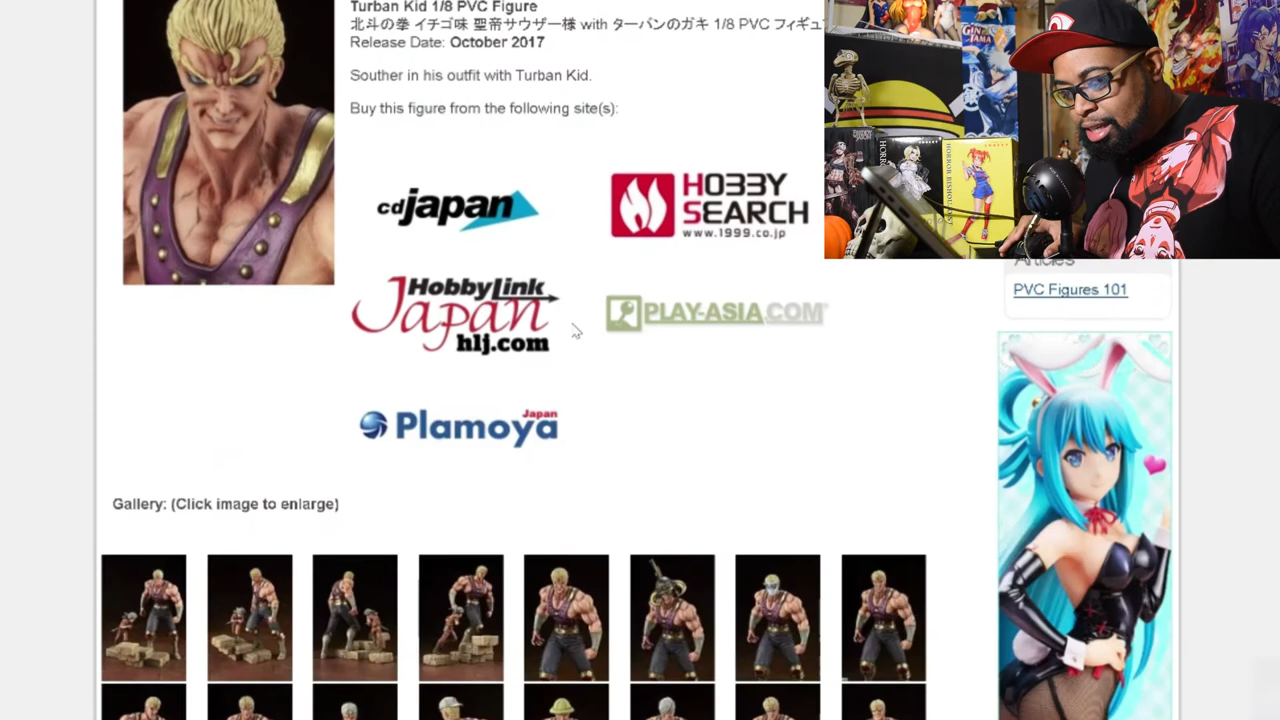 Turban Kid 1/8 PVC Figure
北斗の拳 イチゴ味 聖帝サウザー様 with ターバンのガキ 1/8 PVC フィギュ
Release Date: October 2017
Souther in his outfit with Turban Kid.
Buy this figure from the following site(s):
cdjapan
HOBBY SEARCH
www.1999.co.jp
HobbyLink
Japan
hlj.com
PLAY-ASIA.COM
Plamoya
Japan
Gallery: (Click image to enlarge)
GINTAMA
Articles
PVC Figures 101